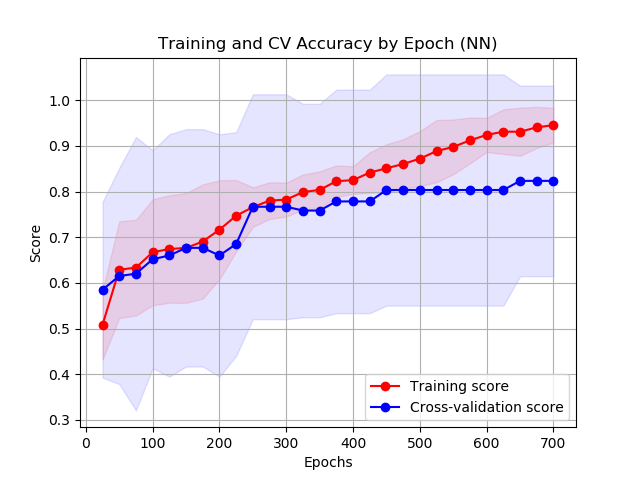 Training and CV Accuracy by Epoch (NN)
1.0
0.9
0.8
0.7
0.6
0.5
0.4
0.3
Score
0 100 200 300 400 500 600 700
Epochs
Training score
Cross-validation score